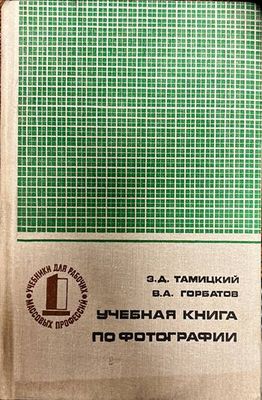 З.Д. ТАМИЦКИЙ
В.А. ГОРБАТОВ
УЧЕБНАЯ КНИГА
ПО ФОТОГРАФИИ
УЧЕБНИКИ ДЛЯ РАБОЧИХ
МАССОВЫХ ПРОФЕССИЙ